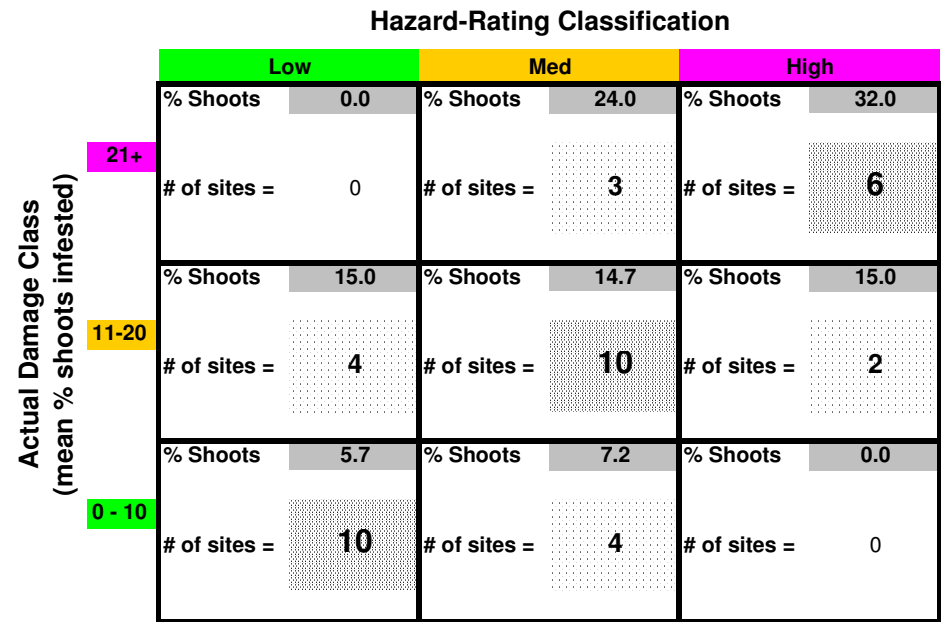 Hazard-Rating Classification
Low Med High
% Shoots 0.0 % Shoots 24.0 % Shoots 32.0
21+
# of sites = 0 # of sites = 3 # of sites = 6
Actual Damage Class
(mean % shoots infested)
% Shoots 15.0 % Shoots 14.7 % Shoots 15.0
11-20
# of sites = 4 # of sites = 10 # of sites = 2
% Shoots 5.7 % Shoots 7.2 % Shoots 0.0
0 - 10
# of sites = 10 # of sites = 4 # of sites = 0